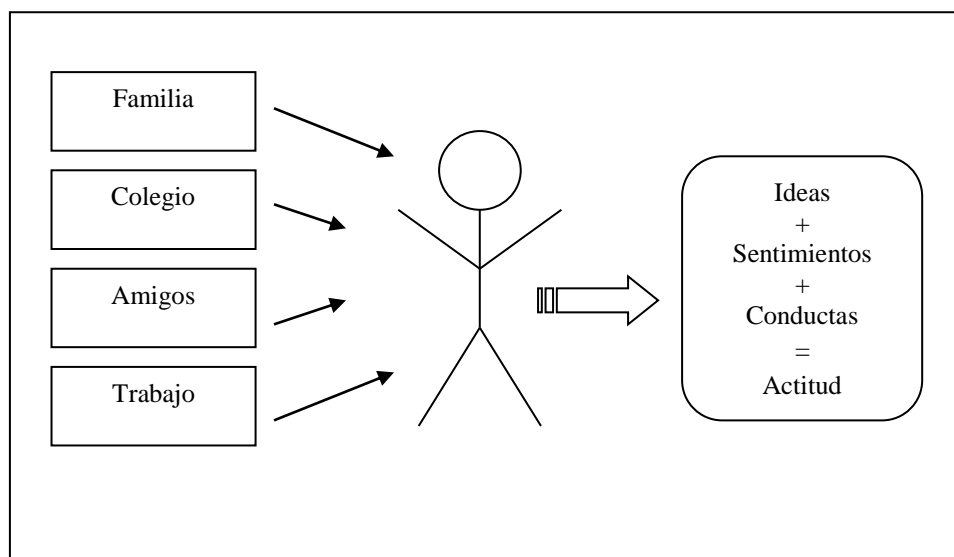 Familia
Colegio
Amigos
Trabajo
Ideas
+
Sentimientos
+
Conductas
=
Actitud